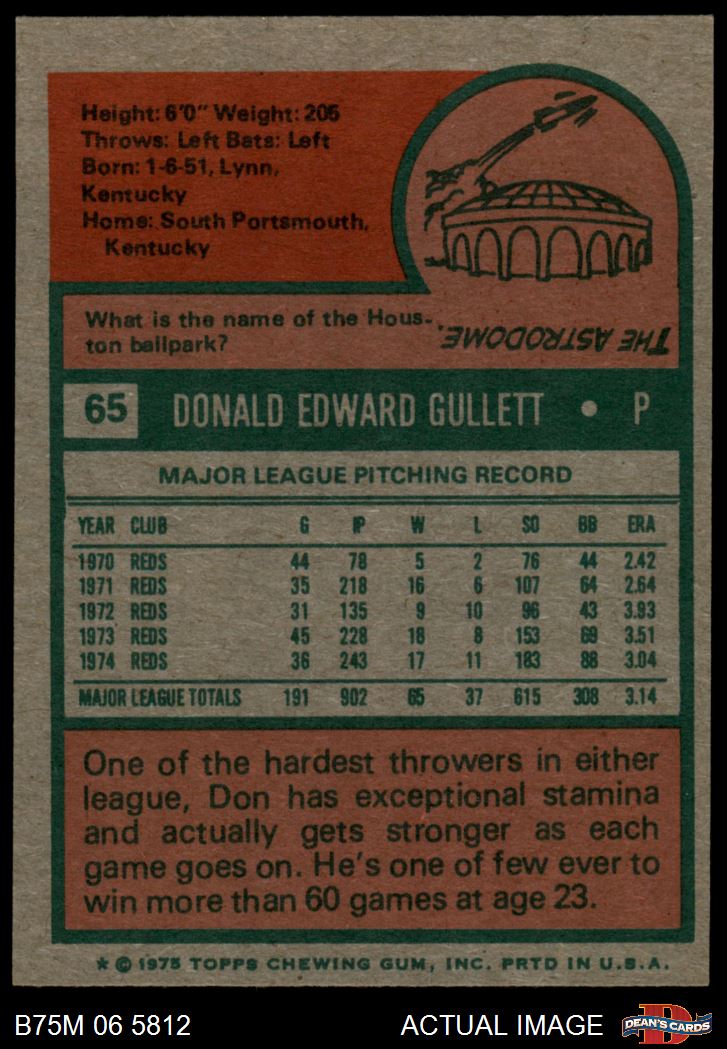 Height: 6'0" Weight: 205
Throws: Left Bats: Left
Born: 1-6-51, Lynn,
Kentucky
Home: South Portsmouth,
Kentucky
What is the name of the Hous-
ton ballpark?
THE ASTRODOME.
65 DONALD EDWARD GULLETT • P
MAJOR LEAGUE PITCHING RECORD
YEAR CLUB G IP W L SO BB ERA
1970 REDS 44 78 5 2 76 44 2.42
1971 REDS 35 218 16 6 107 64 2.64
1972 REDS 31 135 9 10 96 43 3.93
1973 REDS 45 228 18 8 153 69 3.51
1974 REDS 36 243 17 11 183 88 3.04
MAJOR LEAGUE TOTALS 191 902 65 37 615 308 3.14
One of the hardest throwers in either
league, Don has exceptional stamina
and actually gets stronger as each
game goes on. He's one of few ever to
win more than 60 games at age 23.
* © 1975 TOPPS CHEWING GUM, INC. PRTD IN U.S.A.
B75M 06 5812 ACTUAL IMAGE
D
DEAN'S CARDS